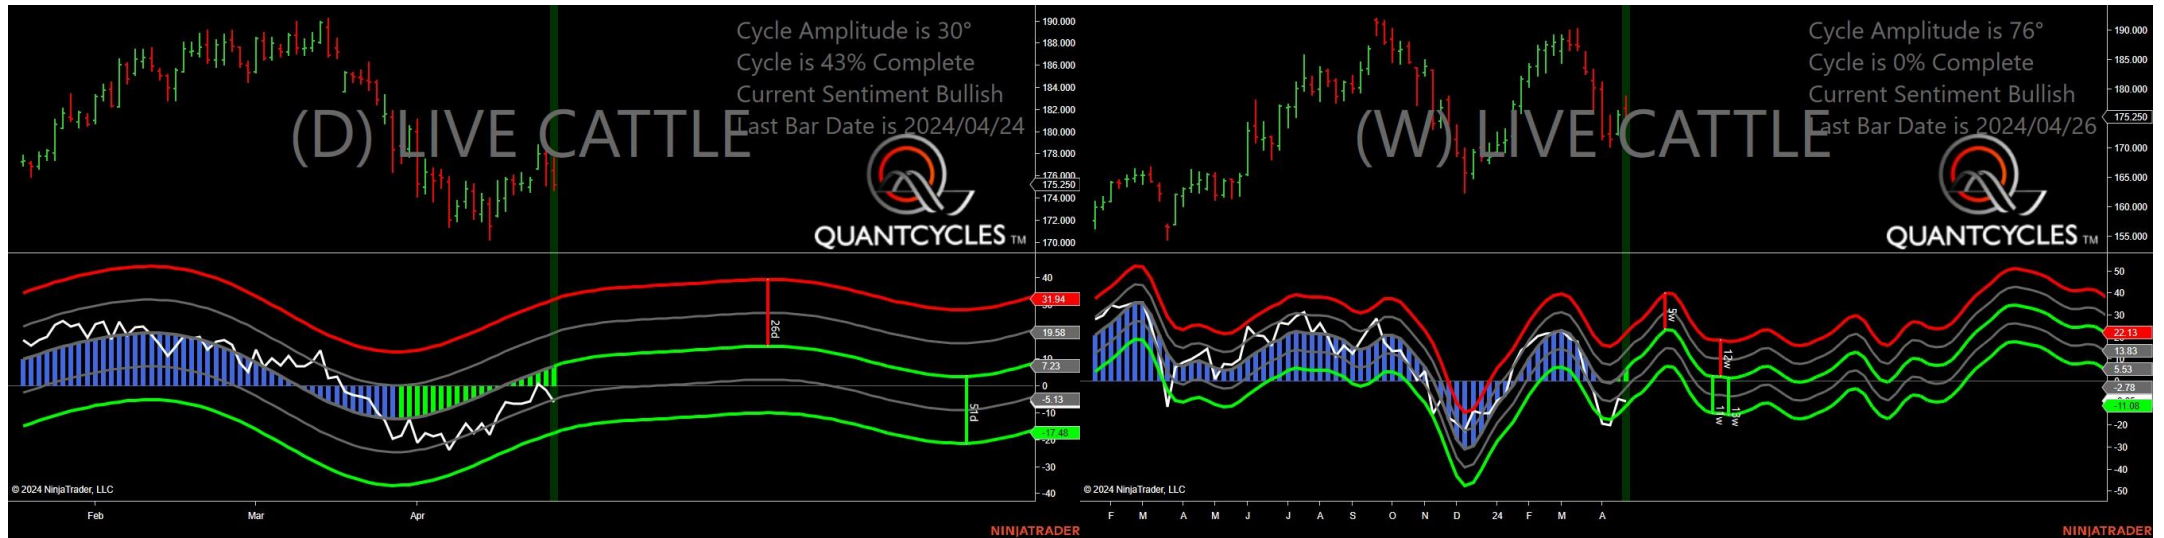 Cycle Amplitude is 30°
Cycle is 43% Complete
Current Sentiment Bullish
Last Bar Date is 2024/04/24
(D) LIVE CATTLE
QUANTCYCLES TM
190.000
188.000
186.000
184.000
182.000
180.000
178.000
176.000
175.250
174.000
172.000
170.000
40
31.94
19.58
7.23
0
-5.13
-10
-17.48
-20
-30
-40
26d
51d
© 2024 NinjaTrader, LLC
Feb
Mar
Apr
NINJATRADER
Cycle Amplitude is 76°
Cycle is 0% Complete
Current Sentiment Bullish
Last Bar Date is 2024/04/26
(W) LIVE CATTLE
QUANTCYCLES TM
190.000
185.000
180.000
175.250
170.000
165.000
160.000
155.000
50
40
30
22.13
13.83
10
5.53
-2.78
-11.08
-20
-30
-40
-50
5w
12w
11w
13w
© 2024 NinjaTrader, LLC
F
M
A
M
J
J
A
S
O
N
D
24
F
M
A
NINJATRADER